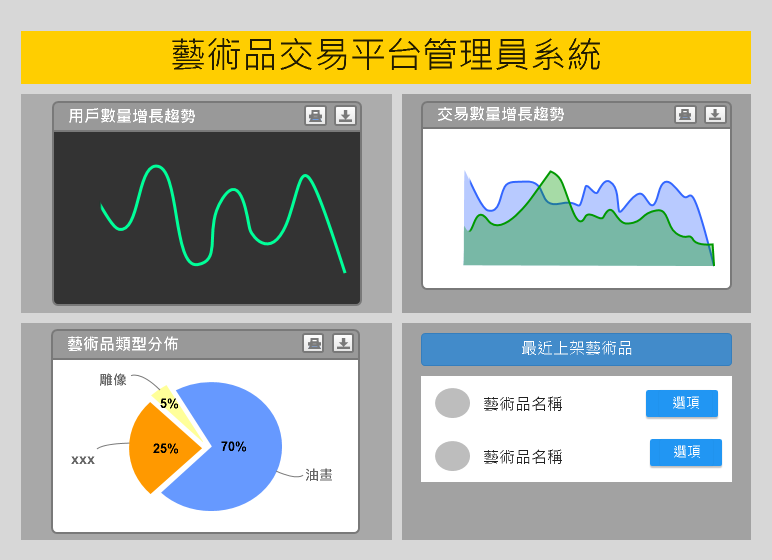 藝術品交易平台管理員系統
用戶數量增長趨勢
交易數量增長趨勢
藝術品類型分佈
雕像
5%
70%
25%
xxx
油畫
最近上架藝術品
藝術品名稱
選項
藝術品名稱
選項